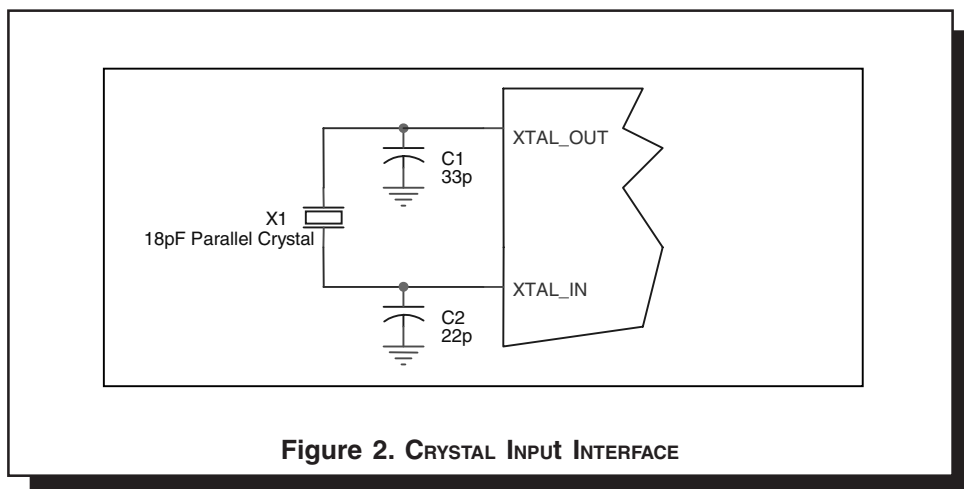 XTAL_OUT
C1
33p
X1
18pF Parallel Crystal
XTAL_IN
C2
22p
Figure 2. CRYSTAL INPUt INTERFACE